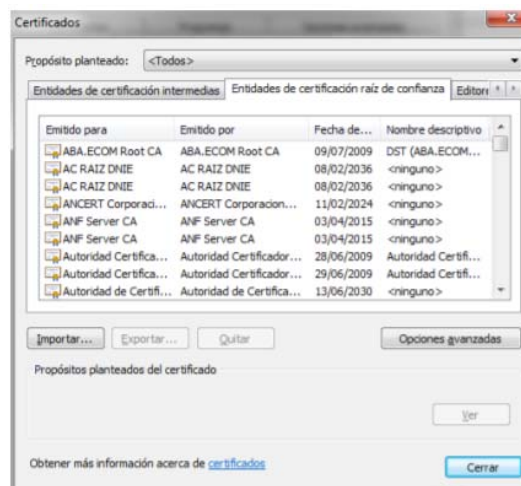 Certificados
Propósito planteado: <Todos>
Entidades de certificación intermedias Entidades de certificación raíz de confianza Editore
Emitido para Emitido por Fecha de... Nombre descriptivo
ABA.ECOM Root CA ABA.ECOM Root CA 09/07/2009 DST (ABA.ECOM...
AC RAIZ DNIE AC RAIZ DNIE 08/02/2036 <ninguno>
AC RAIZ DNIE AC RAIZ DNIE 08/02/2036 <ninguno>
ANCERT Corporaci... ANCERT Corporacion... 11/02/2024 <ninguno>
ANF Server CA ANF Server CA 03/04/2015 <ninguno>
ANF Server CA ANF Server CA 03/04/2015 <ninguno>
Autoridad Certifica... Autoridad Certificador... 28/06/2009 Autoridad Certifi...
Autoridad Certifica... Autoridad Certificador... 29/06/2009 Autoridad Certifi...
Autoridad de Certifi... Autoridad de Certifica... 13/06/2030 <ninguno>
Importar... Exportar... Quitar Opciones avanzadas
Propósitos planteados del certificado
Ver
Obtener más información acerca de certificados
Cerrar